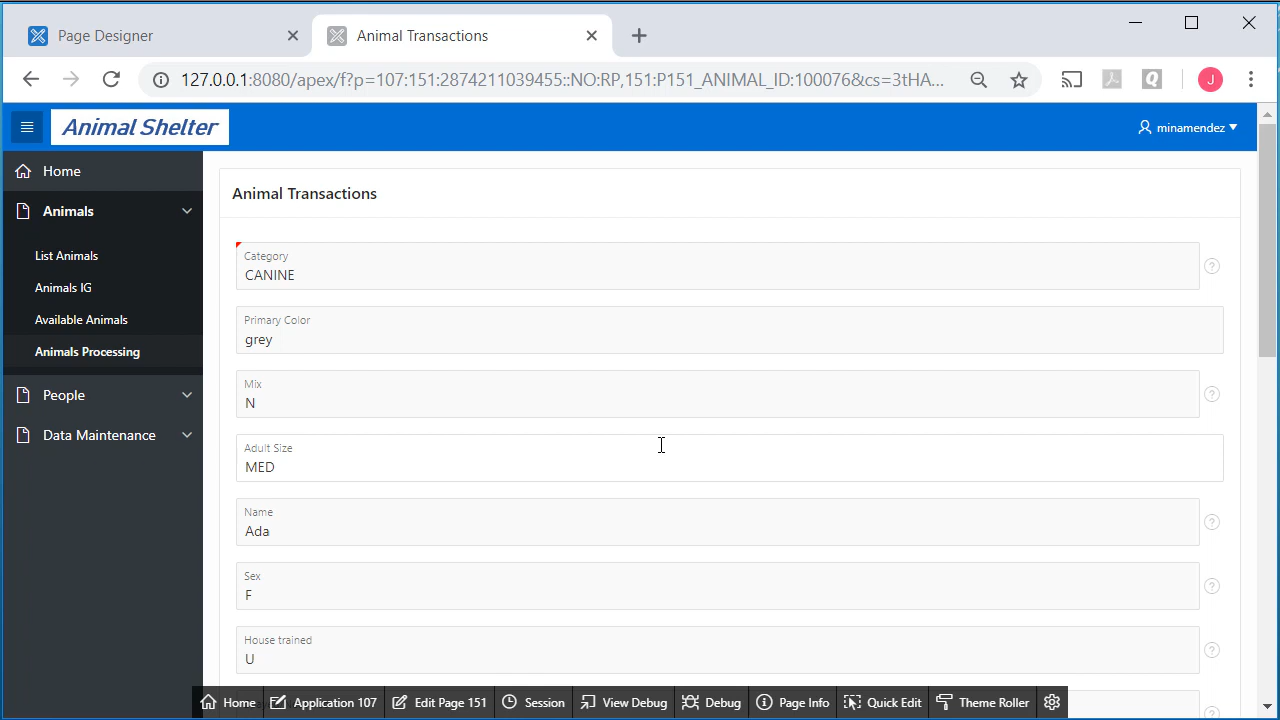 Page Designer
Animal Transactions
127.0.0.1:8080/apex/f?p=107:151:2874211039455::NO:RP,151:P151_ANIMAL_ID:100076&cs=3tHA...
J
Animal Shelter
minamendez
Home
Animals
List Animals
Animals IG
Available Animals
Animals Processing
People
Data Maintenance
Animal Transactions
Category
CANINE
Primary Color
grey
Mix
N
Adult Size
MED
Name
Ada
Sex
F
House trained
U
Home
Application 107
Edit Page 151
Session
View Debug
Debug
Page Info
Quick Edit
Theme Roller